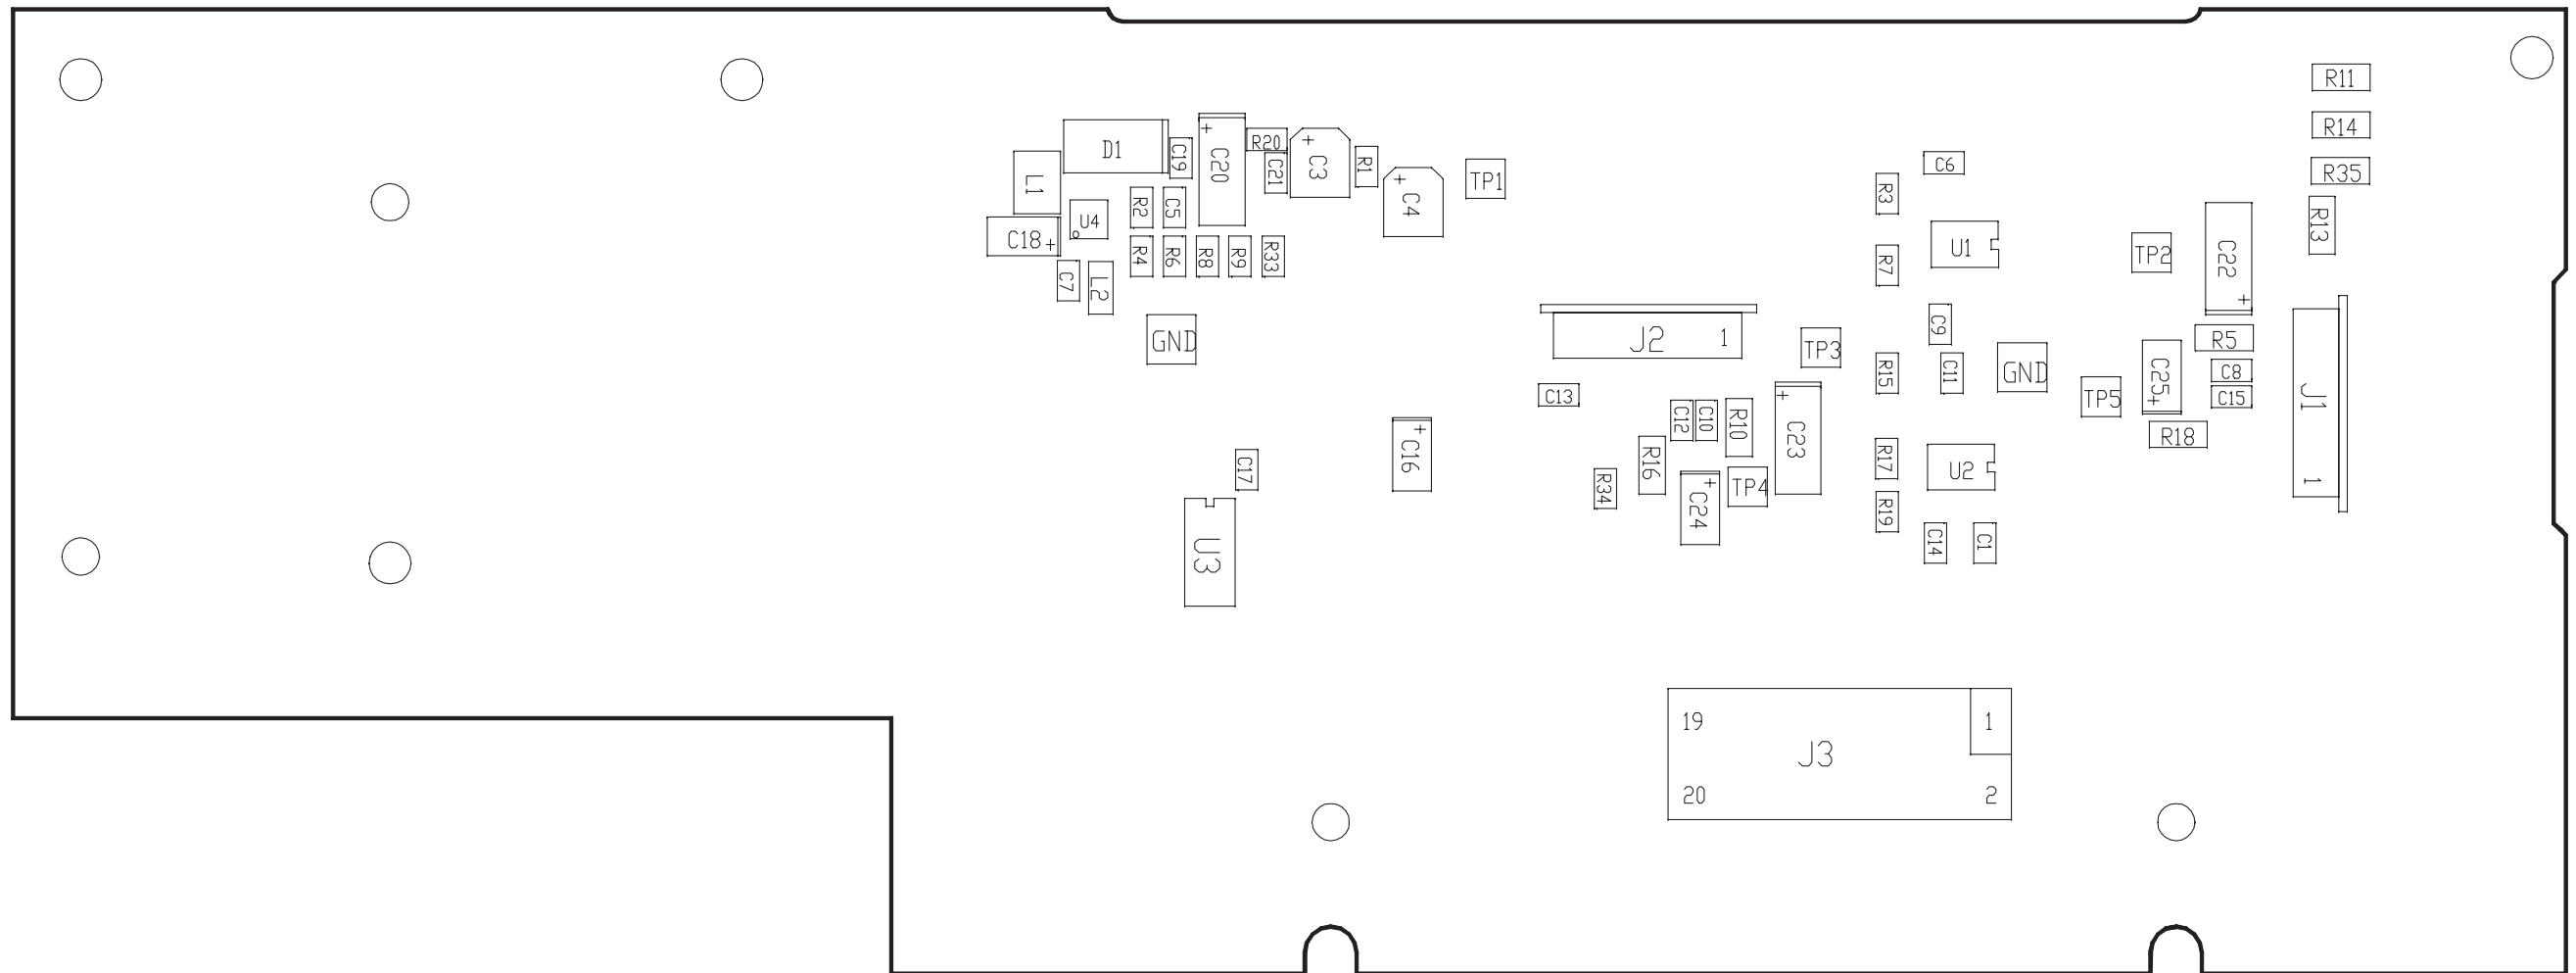 R11
R14
R35
R13
D1
C19
C20
R20
C21
C3
R1
C4
TP1
L1
C18
+
U4
R2
C5
R4
R6
R8
R9
R33
C7
L2
GND
C6
R3
U1
R7
TP2
C22
C9
J2 1
TP3
R15
C11
GND
R5
C8
C15
C25
TP5
R18
J1
1
C13
C12
C10
R10
C23
C16
R16
R34
TP4
C24
R17
U2
R19
C14
C1
C17
U3
19 1
J3
20 2